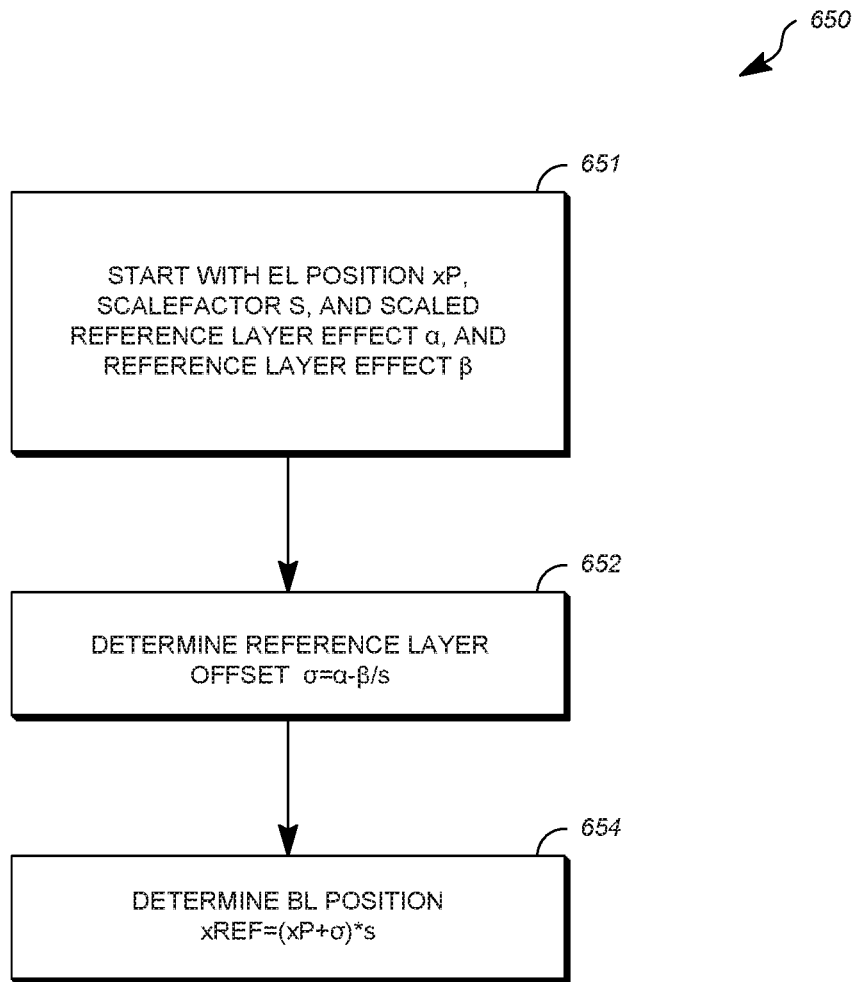 650
651
START WITH EL POSITION xP,
SCALEFACTOR S, AND SCALED
REFERENCE LAYER EFFECT α, AND
REFERENCE LAYER EFFECT β
652
DETERMINE REFERENCE LAYER
OFFSET σ=α-β/s
654
DETERMINE BL POSITION
xREF=(xP+σ)*s